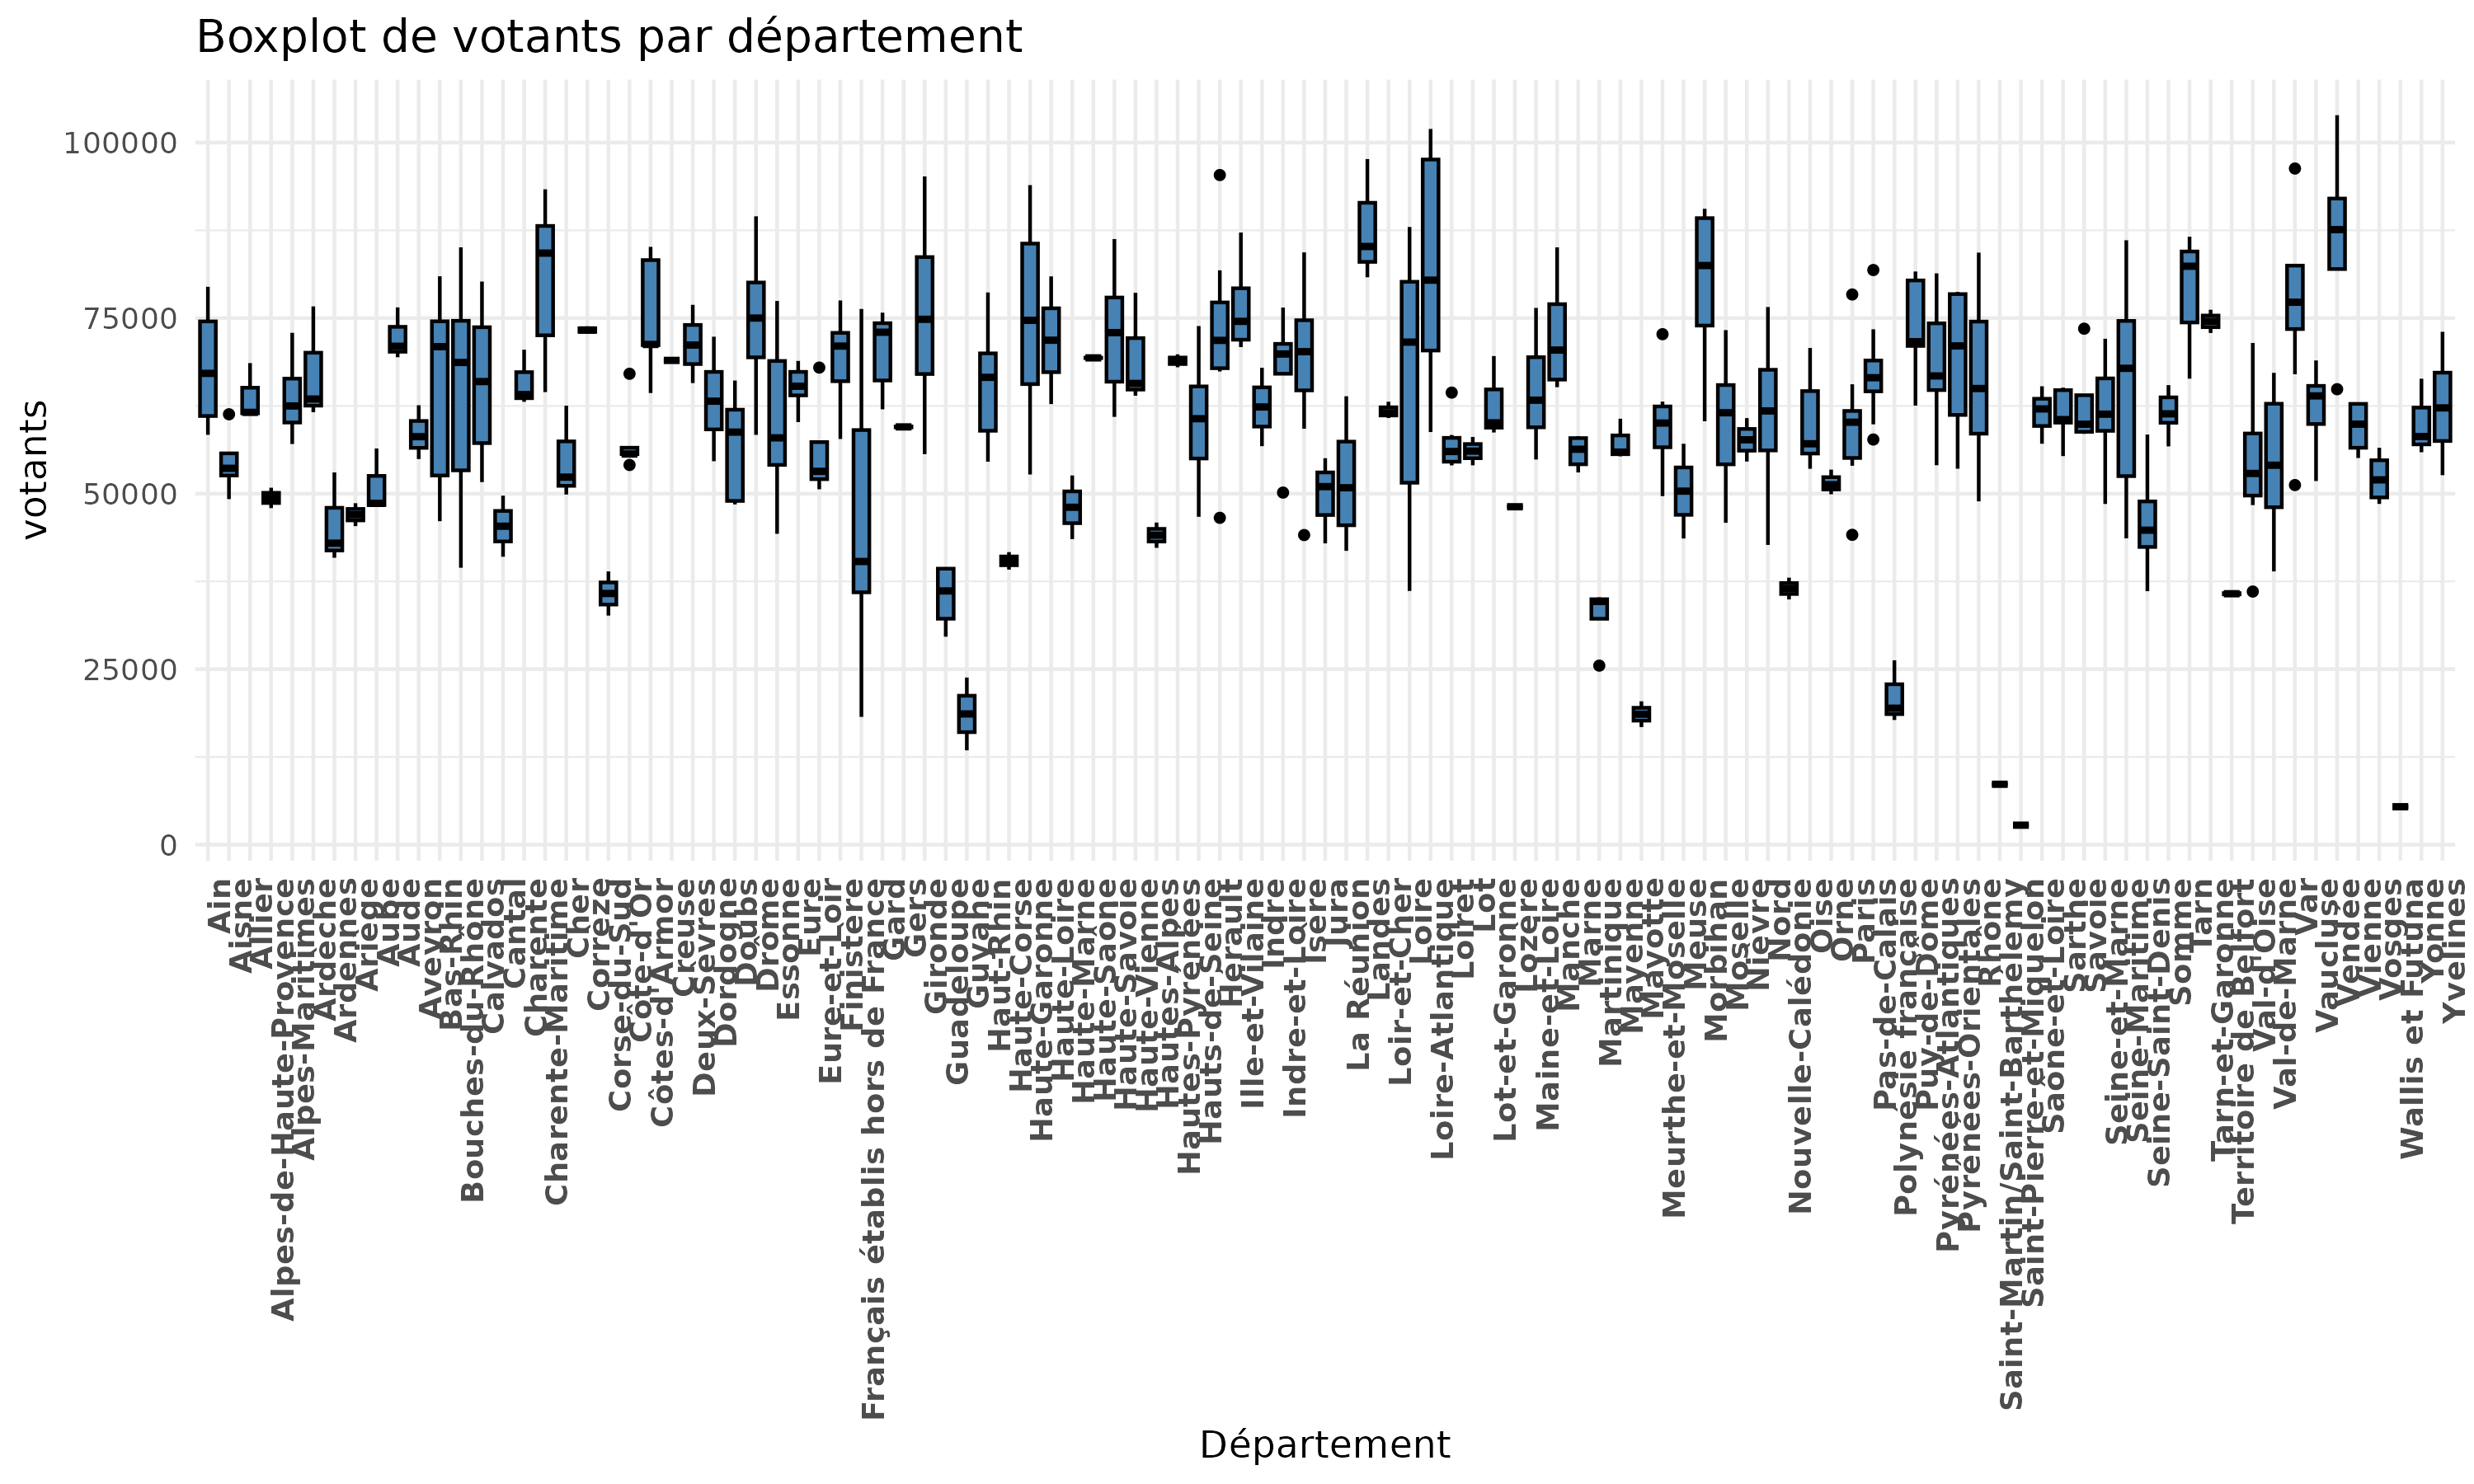 Boxplot de votants par département
votants
100000
75000
50000
25000
0
Ain
Aisne
Allier
Alpes-de-Haute-Provence
Alpes-Maritimes
Ardèche
Ardennes
Ariège
Aube
Aude
Aveyron
Bas-Rhin
Bouches-du-Rhône
Calvados
Cantal
Charente
Charente-Maritime
Cher
Corrèze
Corse-du-Sud
Côte-d'Or
Côtes-d'Armor
Creuse
Deux-Sèvres
Dordogne
Doubs
Drôme
Essonne
Eure
Eure-et-Loir
Finistère
Français établis hors de France
Gard
Gers
Gironde
Guadeloupe
Guyane
Haut-Rhin
Haute-Corse
Haute-Garonne
Haute-Loire
Haute-Marne
Haute-Saône
Haute-Savoie
Haute-Vienne
Hautes-Alpes
Hautes-Pyrénées
Hauts-de-Seine
Hérault
Ille-et-Vilaine
Indre
Indre-et-Loire
Isère
Jura
La Réunion
Landes
Loir-et-Cher
Loire
Loire-Atlantique
Loiret
Lot
Lot-et-Garonne
Lozère
Maine-et-Loire
Manche
Marne
Martinique
Mayenne
Mayotte
Meurthe-et-Moselle
Meuse
Morbihan
Moselle
Nièvre
Nord
Nouvelle-Calédonie
Oise
Orne
Paris
Pas-de-Calais
Polynésie française
Puy-de-Dôme
Pyrénées-Atlantiques
Pyrénées-Orientales
Rhône
Saint-Martin/Saint-Barthélemy
Saint-Pierre-et-Miquelon
Saône-et-Loire
Sarthe
Savoie
Seine-et-Marne
Seine-Maritime
Seine-Saint-Denis
Somme
Tarn
Tarn-et-Garonne
Territoire de Belfort
Val-d'Oise
Val-de-Marne
Var
Vaucluse
Vendée
Vienne
Vosges
Wallis et Futuna
Yonne
Yvelines
Département